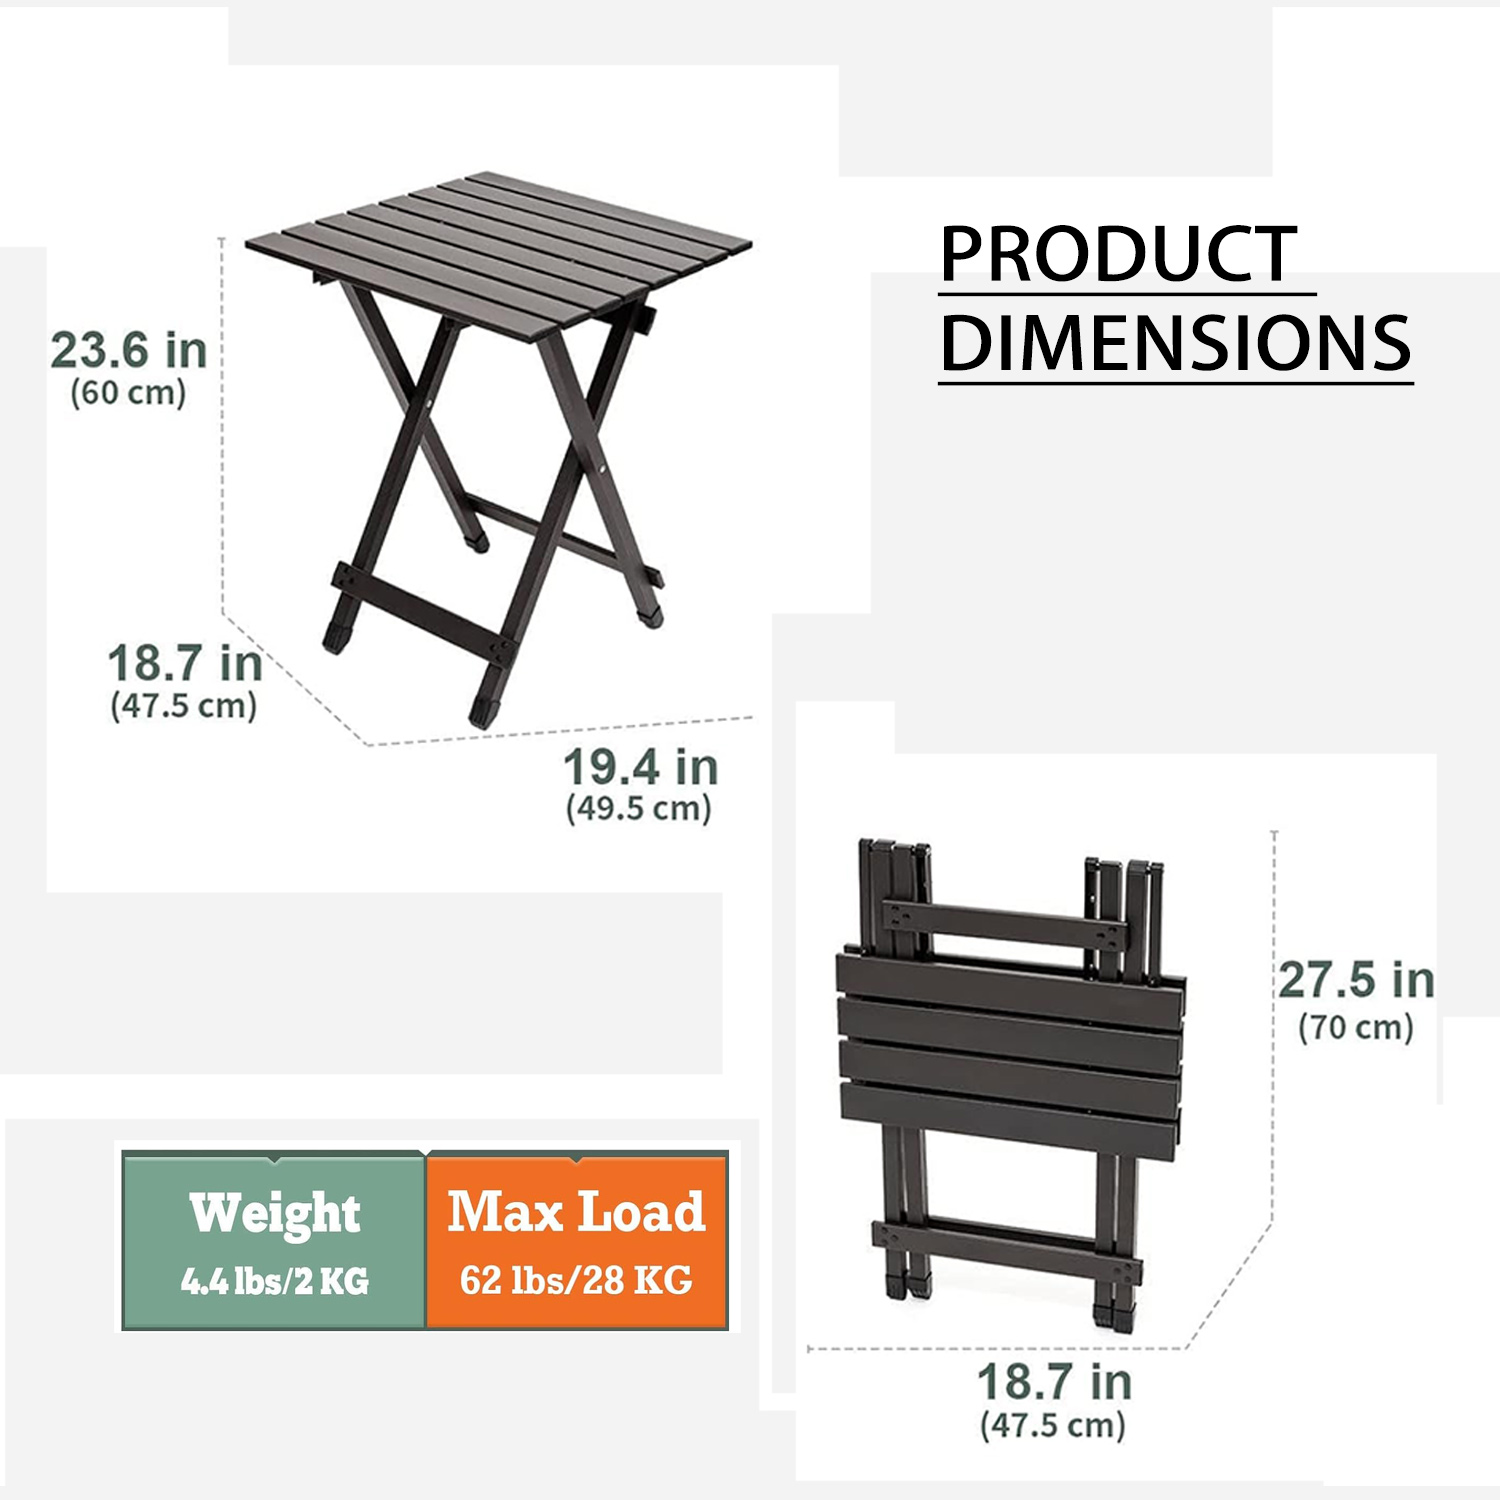 PRODUCT
DIMENSIONS
23.6 in
(60 cm)
18.7 in
(47.5 cm)
19.4 in
(49.5 cm)
27.5 in
(70 cm)
18.7 in
(47.5 cm)
Weight
4.4 lbs/2 KG
Max Load
62 lbs/28 KG